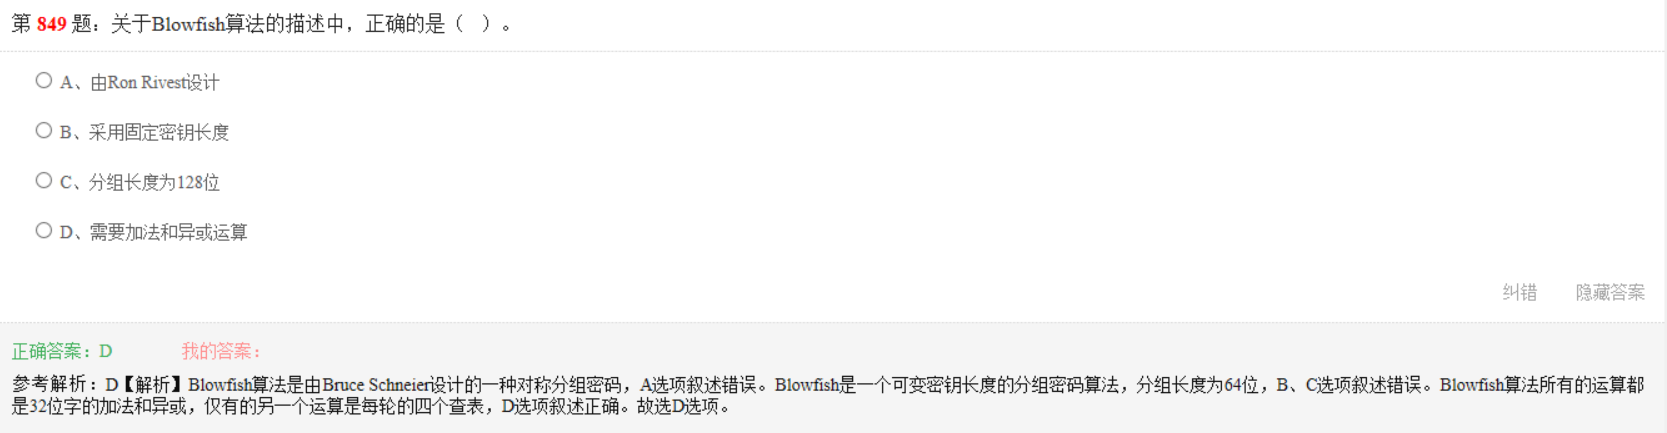 第 849 题：关于Blowfish算法的描述中，正确的是（ ）。
A、由Ron Rivest设计
B、采用固定密钥长度
C、分组长度为128位
D、需要加法和异或运算
纠错 隐藏答案
正确答案：D 我的答案：
参考解析：D【解析】Blowfish算法是由Bruce Schneier设计的一种对称分组密码，A选项叙述错误。Blowfish是一个可变密钥长度的分组密码算法，分组长度为64位，B、C选项叙述错误。Blowfish算法所有的运算都
是32位字的加法和异或，仅有的另一个运算是每轮的四个查表，D选项叙述正确。故选D选项。